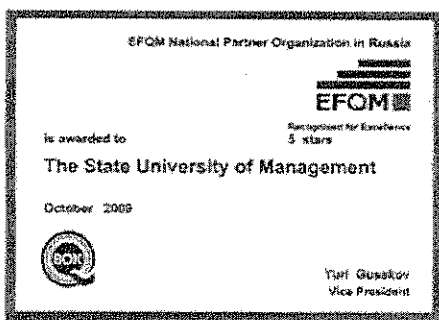 EFQM National Partner Organization in Russia
EFQM
Recognised for Excellence
5 stars
is awarded to
The State University of Management
October 2009
Yuri Gusakov
Vice President